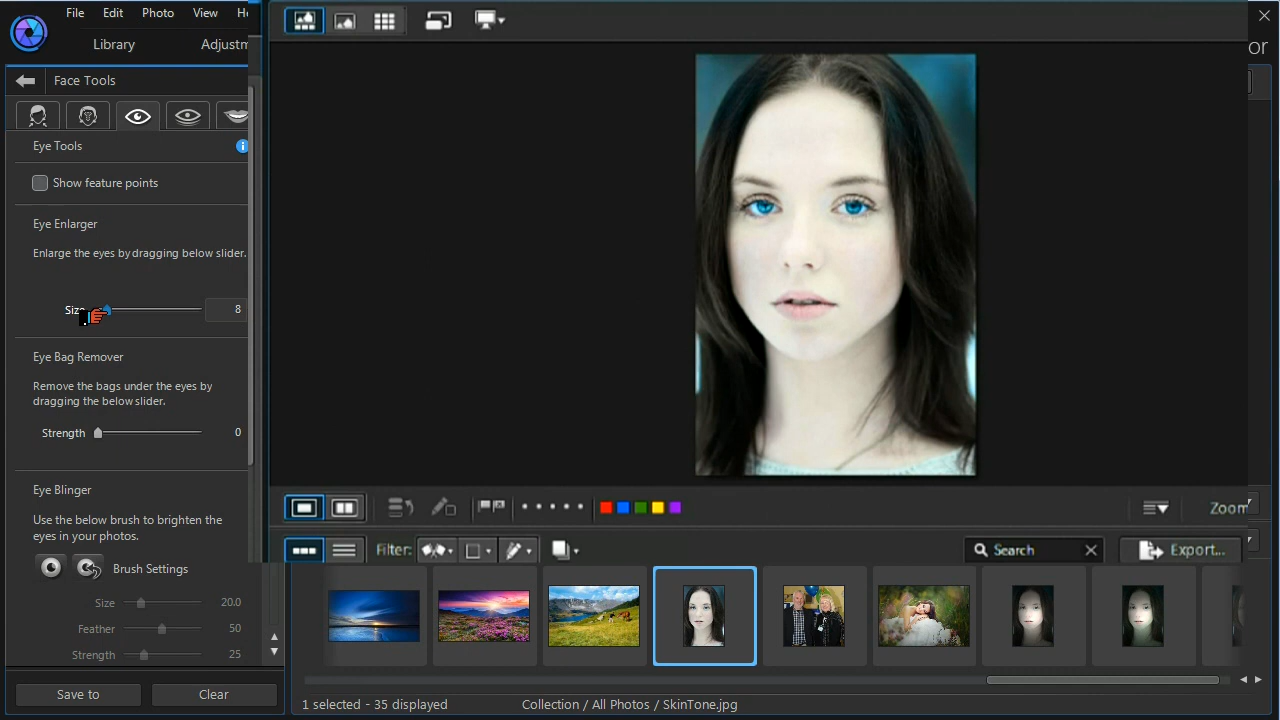 File Edit Photo View He
Library Adjustm
or
Face Tools
Eye Tools
Show feature points
Eye Enlarger
Enlarge the eyes by dragging below slider.
Size 8
Eye Bag Remover
Remove the bags under the eyes by
dragging the below slider.
Strength 0
Eye Blinger
Use the below brush to brighten the
eyes in your photos.
Brush Settings
Size 20.0
Feather 50
Strength 25
Save to Clear
Zoom
Filter: Search Export...
1 selected - 35 displayed Collection / All Photos / SkinTone.jpg